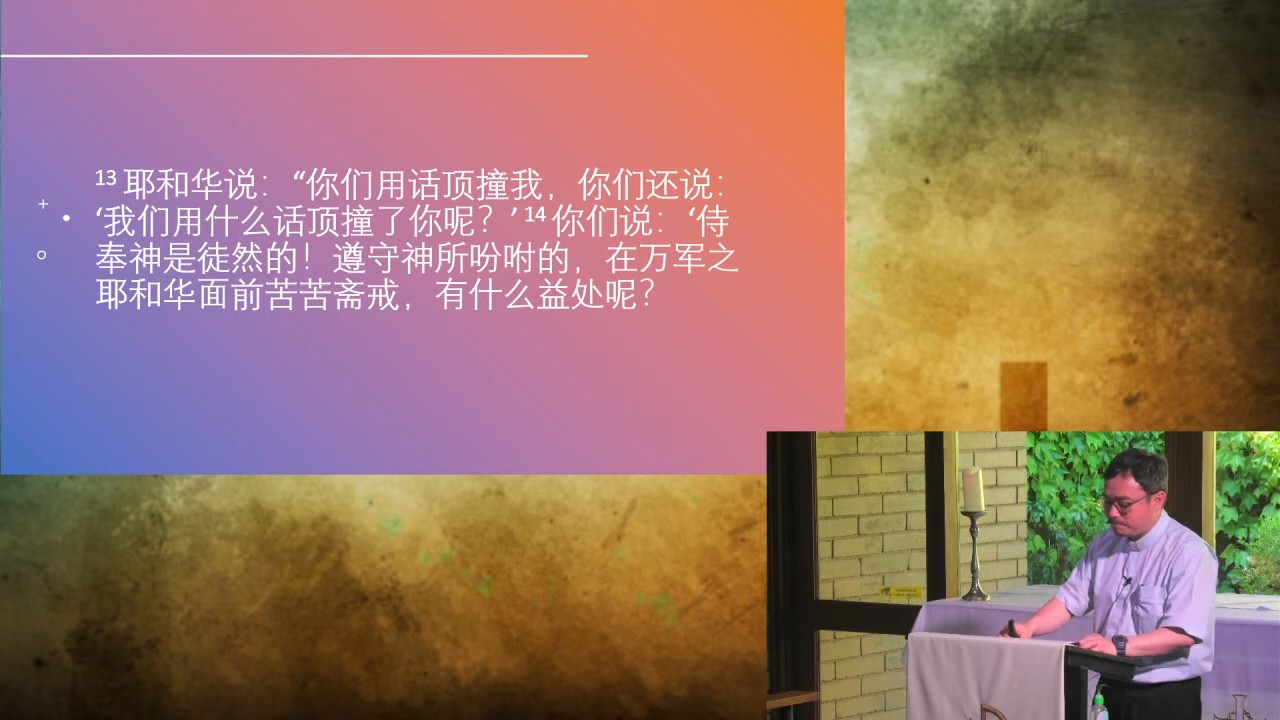 13 耶和华说：“你们用话顶撞我，你们还说：
‘我们用什么话顶撞了你呢？’ 14 你们说：‘侍
奉神是徒然的！遵守神所吩咐的，在万军之
耶和华面前苦苦斋戒，有什么益处呢？